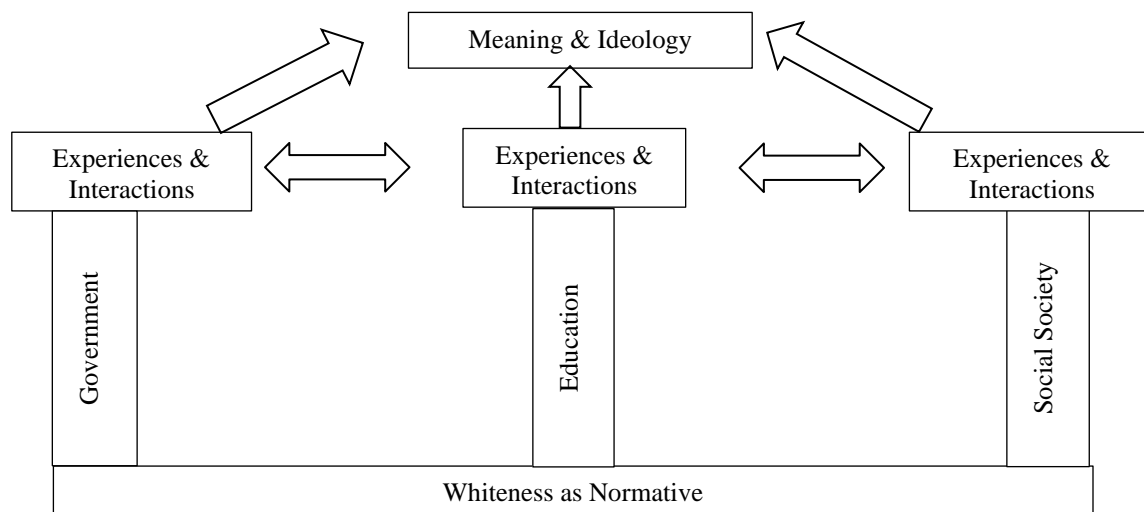 Meaning & Ideology
Experiences &
Interactions
Experiences &
Interactions
Experiences &
Interactions
Government
Education
Social Society
Whiteness as Normative